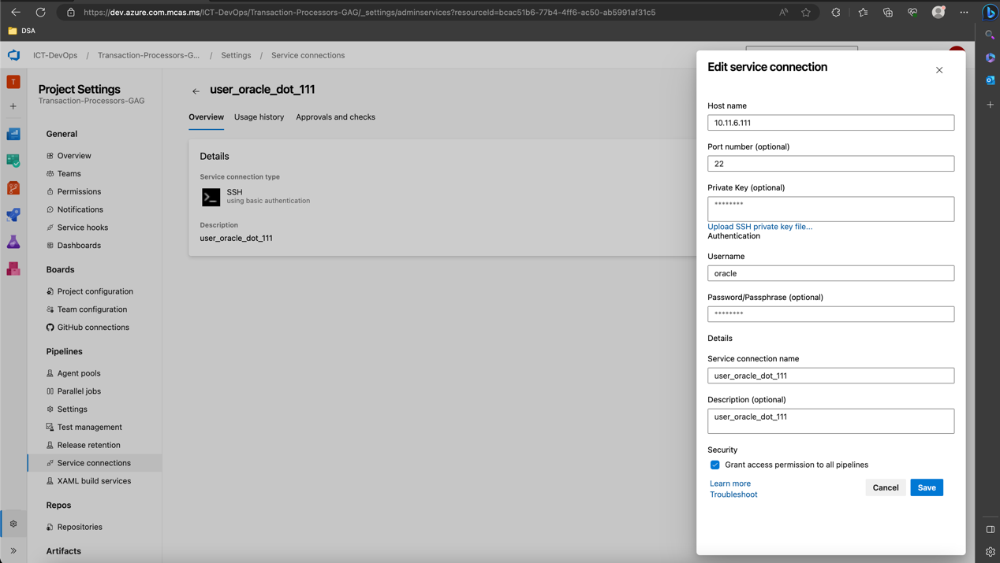 https://dev.azure.com.mcas.ms/ICT-DevOps/Transaction-Processors-GAG/_settings/adminservices?resourceId=bcac51b6-77b4-4ff6-ac50-ab5991af31c5
DSA
ICT-DevOps / Transaction-Processors-G... / Settings / Service connections
T
Project Settings
Transaction-Processors-GAG
General
Overview
Teams
Permissions
Notifications
Service hooks
Dashboards
Boards
Project configuration
Team configuration
GitHub connections
Pipelines
Agent pools
Parallel jobs
Settings
Test management
Release retention
Service connections
XAML build services
Repos
Repositories
Artifacts
user_oracle_dot_111
Overview Usage history Approvals and checks
Details
Service connection type
SSH
using basic authentication
Description
user_oracle_dot_111
Edit service connection
Host name
10.11.6.111
Port number (optional)
22
Private Key (optional)
********
Upload SSH private key file...
Authentication
Username
oracle
Password/Passphrase (optional)
********
Details
Service connection name
user_oracle_dot_111
Description (optional)
user_oracle_dot_111
Security
Grant access permission to all pipelines
Learn more
Troubleshoot
Cancel Save